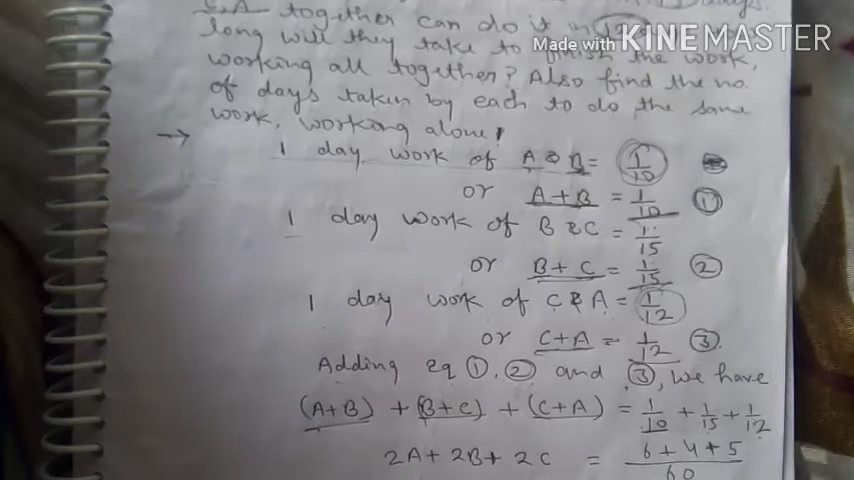 C & A together can do it in days.
long will they take to finish the work,
Made with KINEMASTER
working all together? Also find the no.
of days taken by each to do the same
work, working alone!
→ 1 day work of A & B = 1/10
or A + B = 1/10 ①
1 day work of B & C = 1/15
or B + C = 1/15 ②
1 day work of C & A = 1/12
or C + A = 1/12 ③.
Adding eq ①, ② and ③, we have
(A+B) + (B+C) + (C+A) = 1/10 + 1/15 + 1/12
2A + 2B + 2C = 6 + 4 + 5 / 60